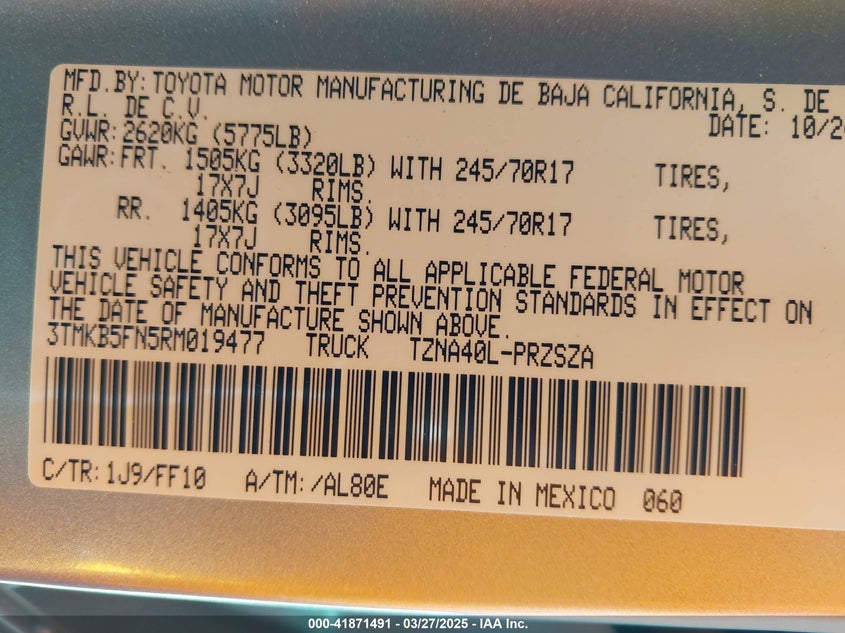 MFD.BY: TOYOTA MOTOR MANUFACTURING DE BAJA CALIFORNIA, S. DE
R.L. DE C.V. DATE: 10/2
GVWR: 2620KG (5775LB)
GAWR: FRT. 1505KG (3320LB) WITH 245/70R17 TIRES,
17X7J RIMS.
RR. 1405KG (3095LB) WITH 245/70R17 TIRES,
17X7J RIMS.
THIS VEHICLE CONFORMS TO ALL APPLICABLE FEDERAL MOTOR
VEHICLE SAFETY AND THEFT PREVENTION STANDARDS IN EFFECT ON
THE DATE OF MANUFACTURE SHOWN ABOVE.
3TMKB5FN5RM019477 TRUCK TZNA40L-PRZSZA
C/TR: 1J9/FF10 A/TM: /AL80E MADE IN MEXICO 060
000-41871491 — 03/27/2025 — IAA Inc.